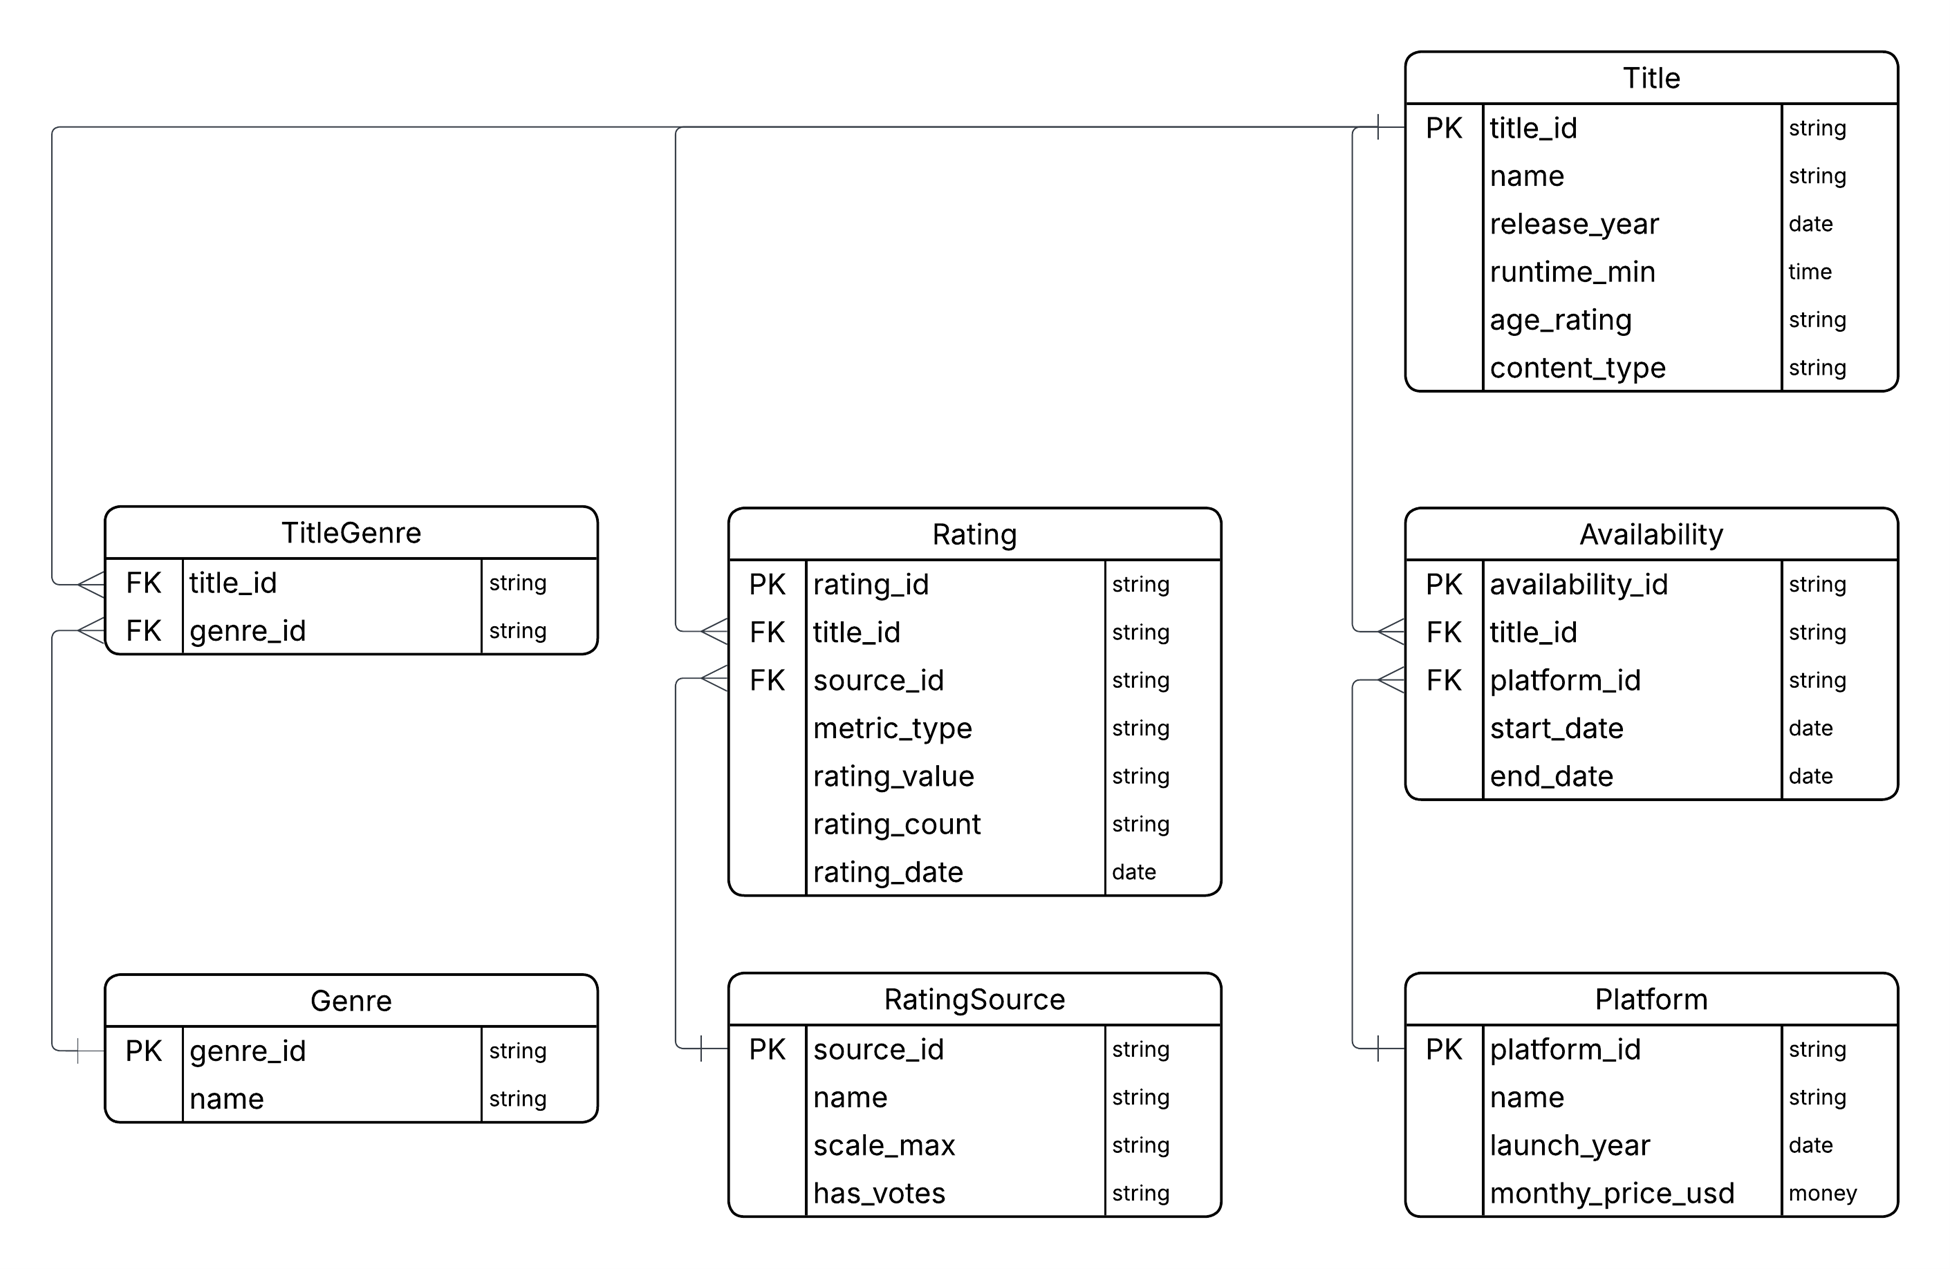 Title
PK title_id string
name string
release_year date
runtime_min time
age_rating string
content_type string
TitleGenre
FK title_id string
FK genre_id string
Rating
PK rating_id string
FK title_id string
FK source_id string
metric_type string
rating_value string
rating_count string
rating_date date
Availability
PK availability_id string
FK title_id string
FK platform_id string
start_date date
end_date date
Genre
PK genre_id string
name string
RatingSource
PK source_id string
name string
scale_max string
has_votes string
Platform
PK platform_id string
name string
launch_year date
monthy_price_usd money